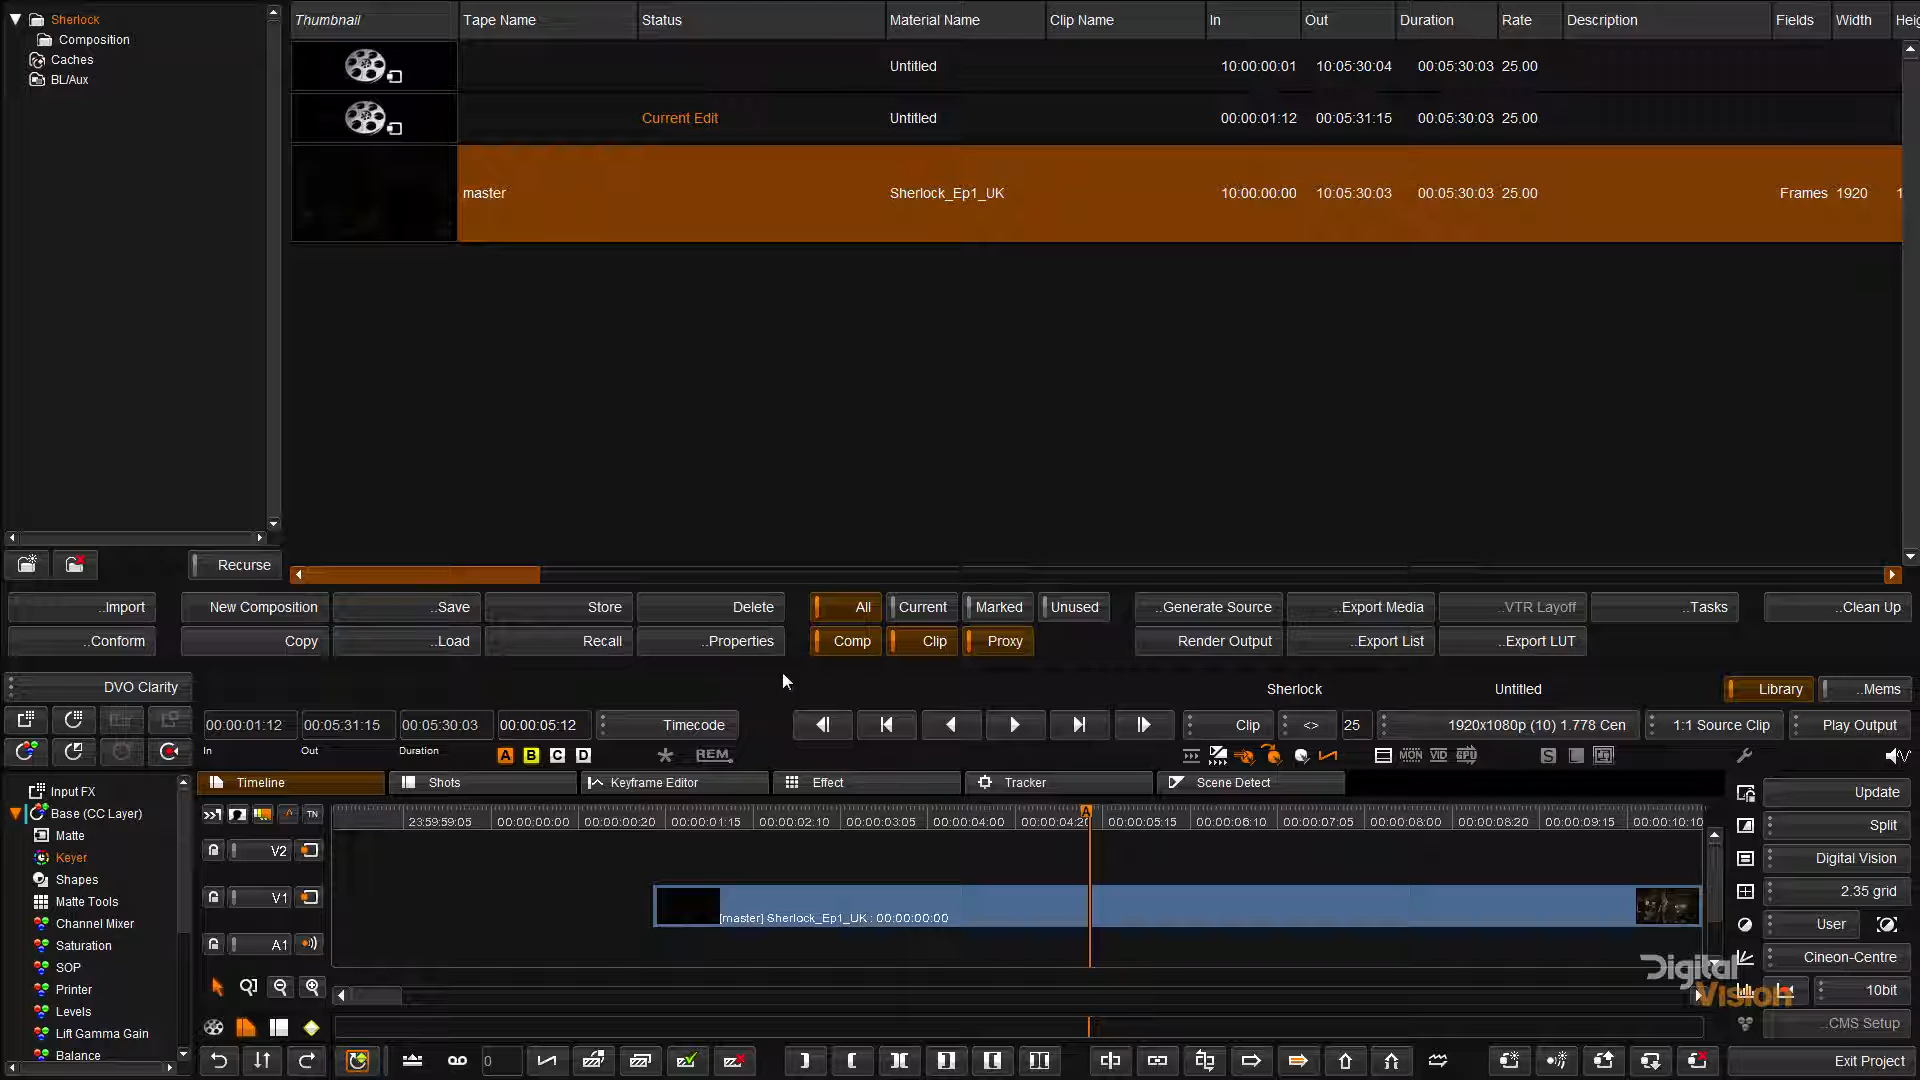 Sherlock
Composition
Caches
BL/Aux
Thumbnail Tape Name Status Material Name Clip Name In Out Duration Rate Description Fields Width Heig
Untitled 10:00:00:01 10:05:30:04 00:05:30:03 25.00
Current Edit Untitled 00:00:01:12 00:05:31:15 00:05:30:03 25.00
master Sherlock_Ep1_UK 10:00:00:00 10:05:30:03 00:05:30:03 25.00 Frames 1920 1
Recurse
..Import New Composition ..Save Store Delete All Current Marked Unused ..Generate Source ..Export Media ..VTR Layoff ..Tasks ..Clean Up
..Conform Copy ..Load Recall ..Properties Comp Clip Proxy Render Output ..Export List ..Export LUT
DVO Clarity Sherlock Untitled Library ..Mems
00:00:01:12 00:05:31:15 00:05:30:03 00:00:05:12 Timecode Clip <> 25 1920x1080p (10) 1.778 Cen 1:1 Source Clip Play Output
In Out Duration A B C D REM MON VID GPU S
Timeline Shots Keyframe Editor Effect Tracker Scene Detect
Input FX
Base (CC Layer)
Matte
Keyer
Shapes
Matte Tools
Channel Mixer
Saturation
SOP
Printer
Levels
Lift Gamma Gain
Balance
TN
A
23:59:59:05 00:00:00:00 00:00:00:20 00:00:01:15 00:00:02:10 00:00:03:05 00:00:04:00 00:00:04:20 00:00:05:15 00:00:06:10 00:00:07:05 00:00:08:00 00:00:08:20 00:00:09:15 00:00:10:10
V2
V1
[master] Sherlock_Ep1_UK : 00:00:00:00
A1
Update
Split
Digital Vision
2.35 grid
User
Cineon-Centre
10bit
..CMS Setup
Digital
Vision
0
Exit Project